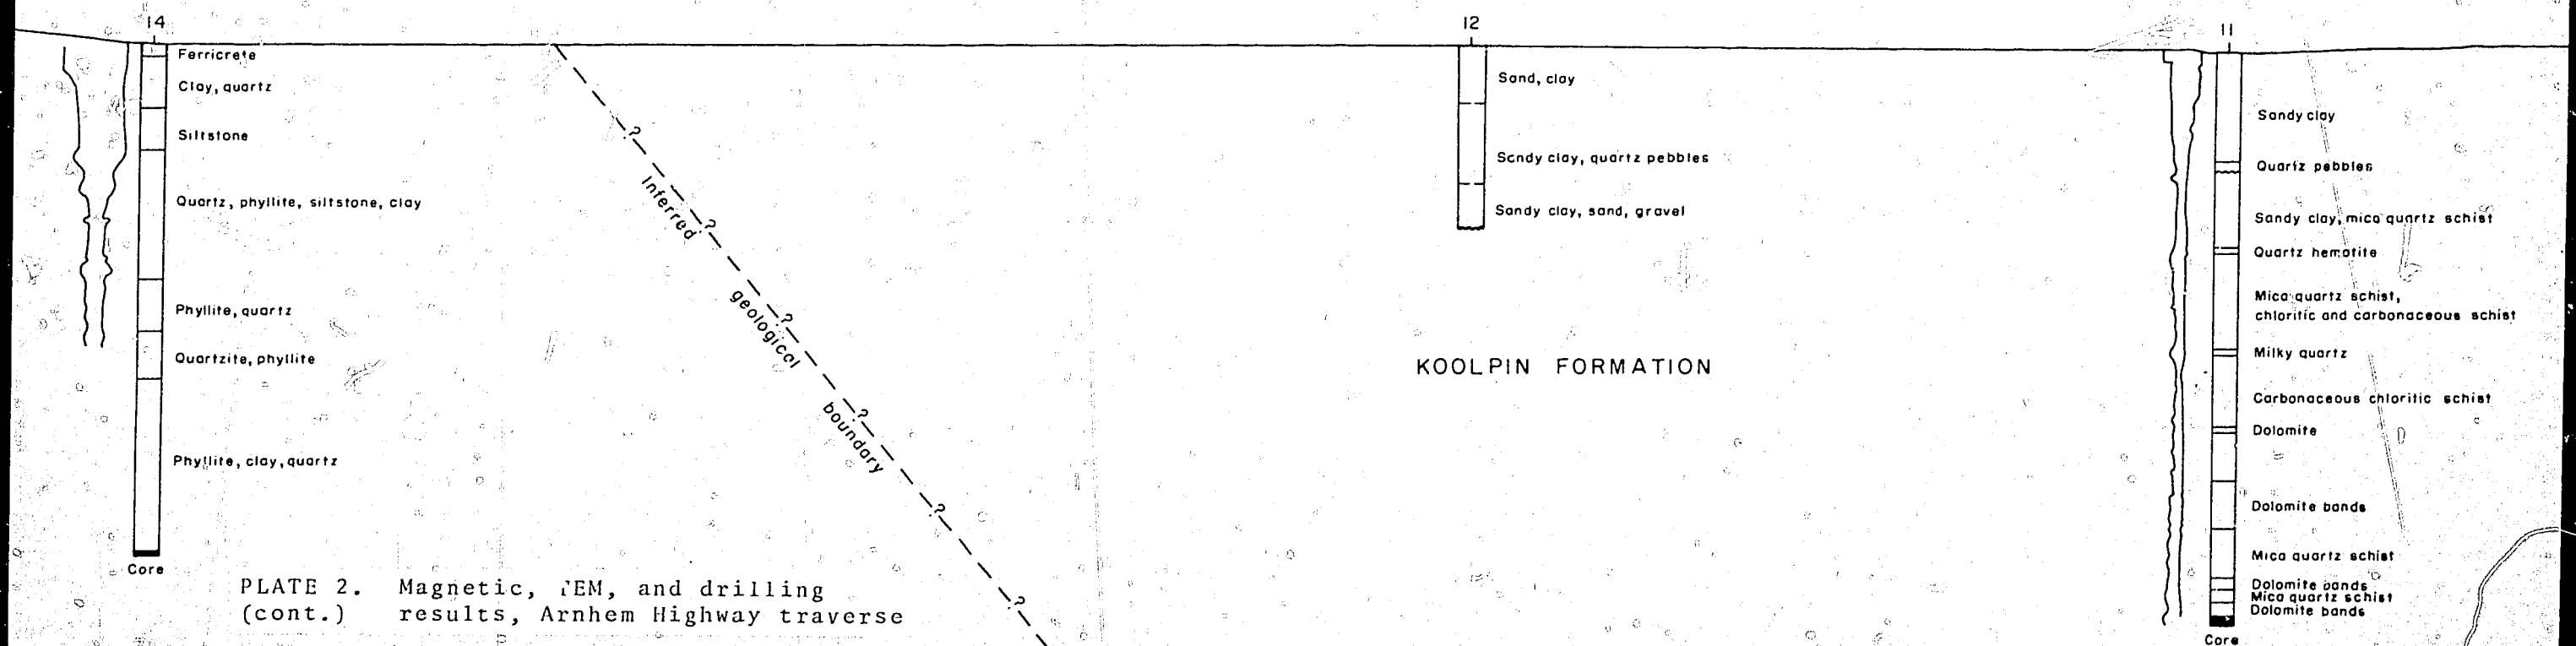 14
Ferricrete
Clay, quartz
Siltstone
Quartz, phyllite, siltstone, clay
Phyllite, quartz
Quartzite, phyllite
Phyllite, clay, quartz
Core
PLATE 2. Magnetic, TEM, and drilling
(cont.) results, Arnhem Highway traverse
?
Inferred
?
geological
?
boundary
?
?
?
12
Sand, clay
Sandy clay, quartz pebbles
Sandy clay, sand, gravel
KOOLPIN FORMATION
11
Sandy clay
Quartz pebbles
Sandy clay, mica quartz schist
Quartz hematite
Mica quartz schist,
chloritic and carbonaceous schist
Milky quartz
Carbonaceous chloritic schist
Dolomite
Dolomite bands
Mica quartz schist
Dolomite bands
Mica quartz schist
Dolomite bands
Core